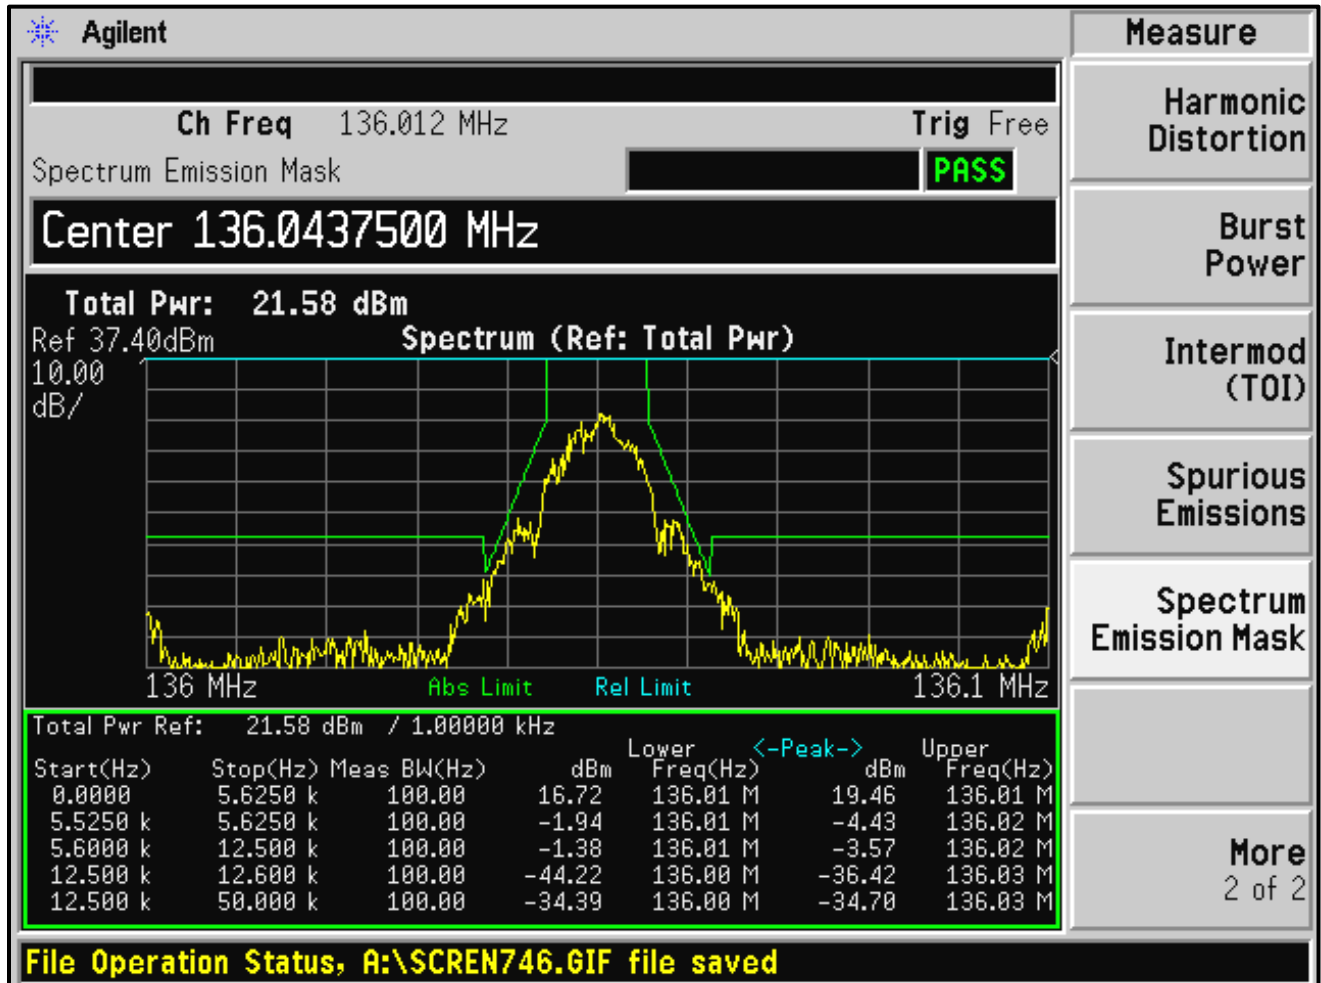 Agilent
Measure
Ch Freq 136.012 MHz Trig Free
Spectrum Emission Mask PASS
Center 136.0437500 MHz
Total Pwr: 21.58 dBm
Ref 37.40dBm Spectrum (Ref: Total Pwr)
10.00
dB/
136 MHz Abs Limit Rel Limit 136.1 MHz
Total Pwr Ref: 21.58 dBm / 1.00000 kHz
Lower <-Peak-> Upper
Start(Hz) Stop(Hz) Meas BW(Hz) dBm Freq(Hz) dBm Freq(Hz)
0.0000 5.6250 k 100.00 16.72 136.01 M 19.46 136.01 M
5.5250 k 5.6250 k 100.00 -1.94 136.01 M -4.43 136.02 M
5.6000 k 12.500 k 100.00 -1.38 136.01 M -3.57 136.02 M
12.500 k 12.600 k 100.00 -44.22 136.00 M -36.42 136.03 M
12.500 k 50.000 k 100.00 -34.39 136.00 M -34.70 136.03 M
File Operation Status, A:\SCREN746.GIF file saved
Harmonic
Distortion
Burst
Power
Intermod
(TOI)
Spurious
Emissions
Spectrum
Emission Mask
More
2 of 2